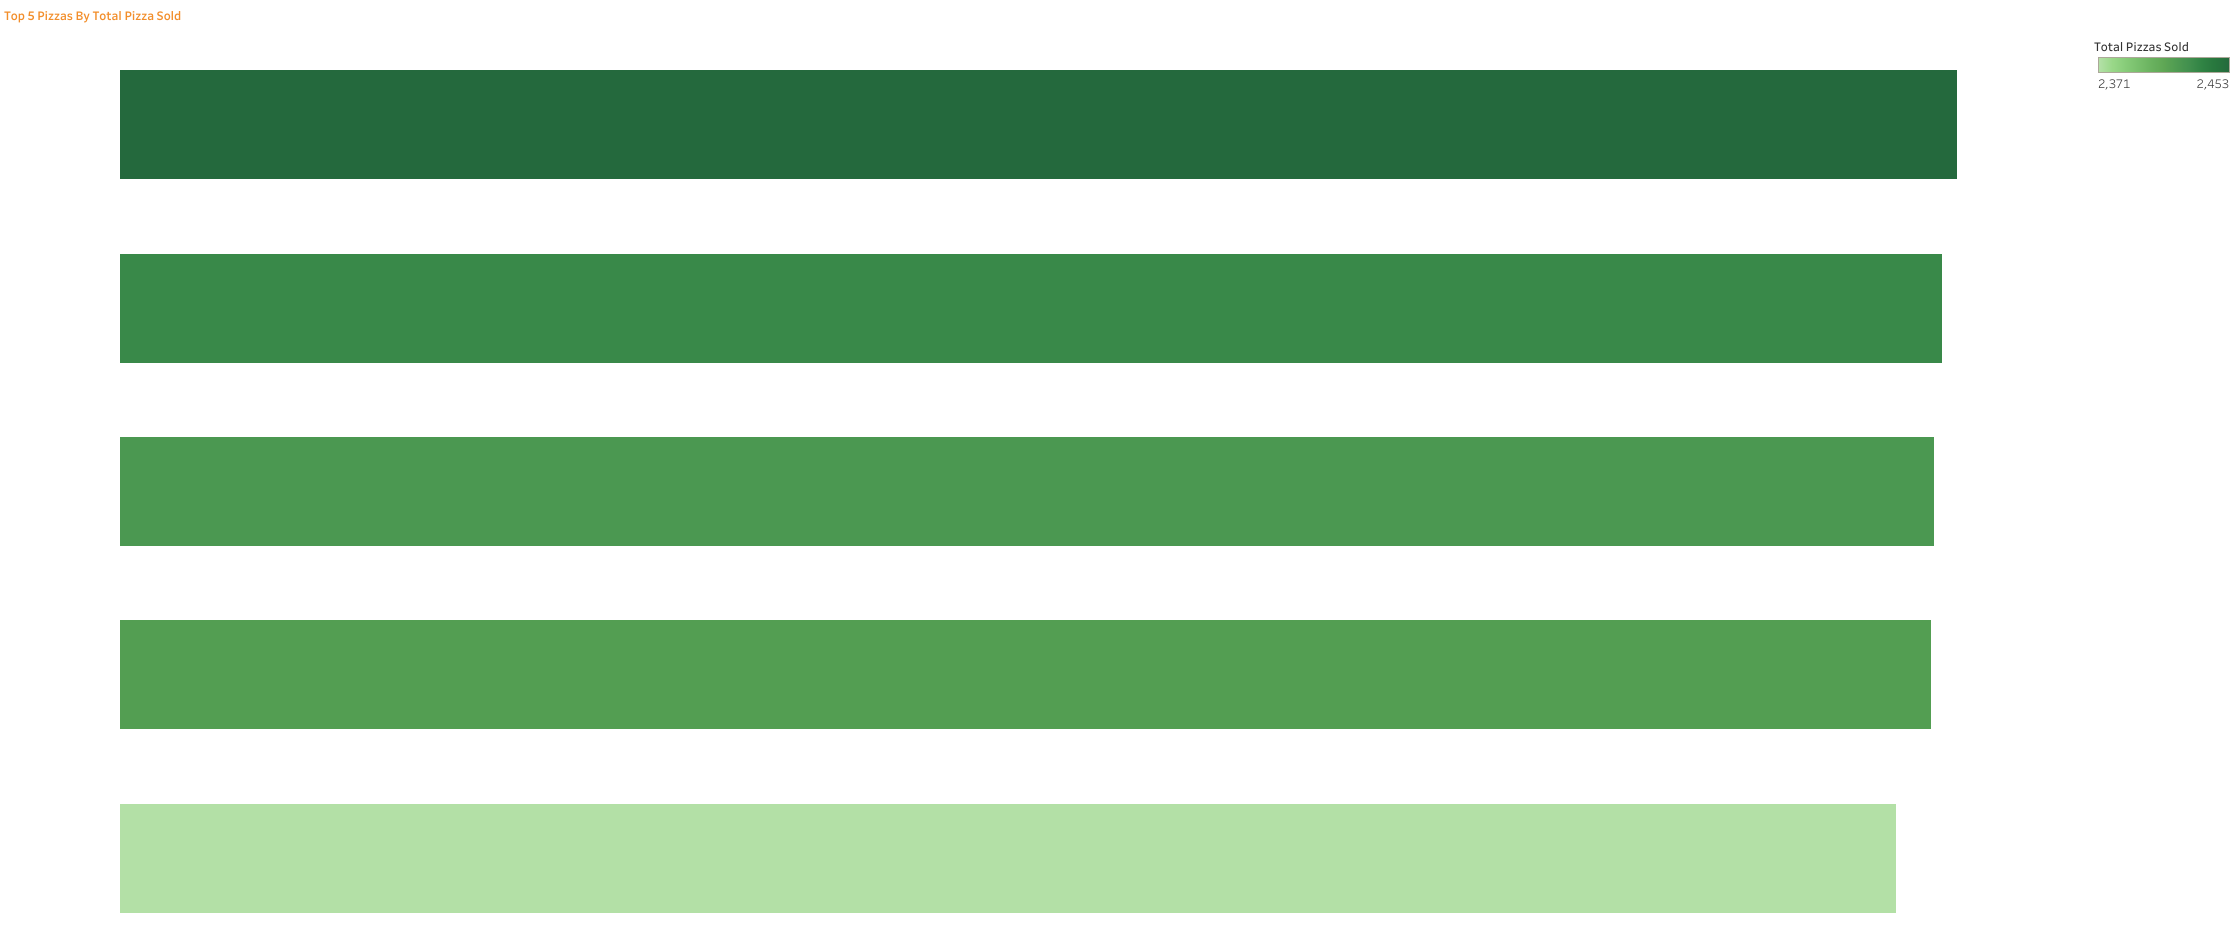 Top 5 Pizzas By Total Pizza Sold
Total Pizzas Sold
2,371 2,453